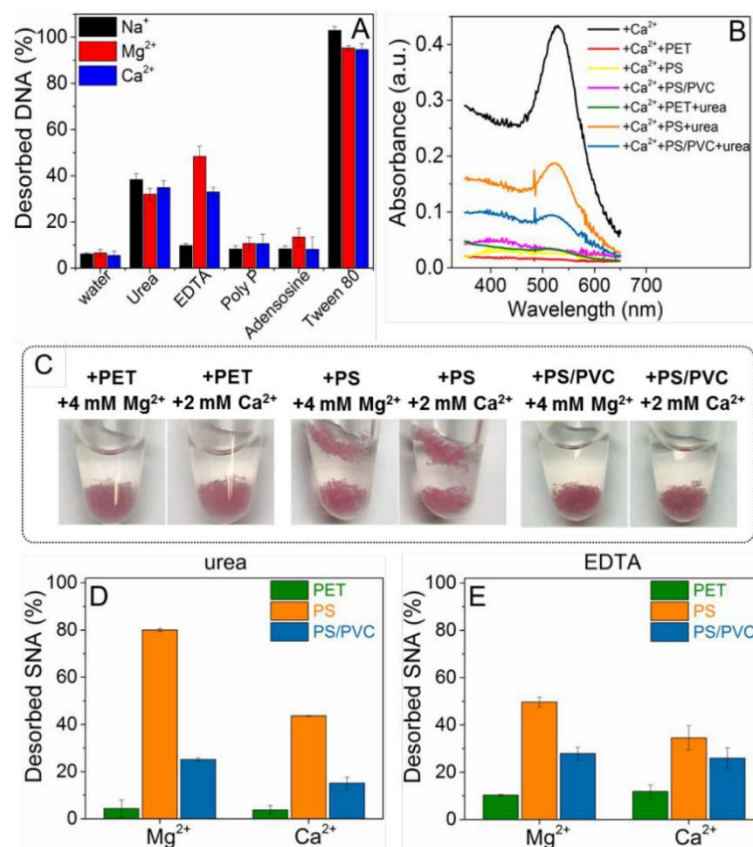 A
Na⁺
Mg²⁺
Ca²⁺
Desorbed DNA (%)
100
80
60
40
20
0
water
Urea
EDTA
Poly P
Adensosine
Tween 80
B
+Ca²⁺
+Ca²⁺+PET
+Ca²⁺+PS
+Ca²⁺+PS/PVC
+Ca²⁺+PET+urea
+Ca²⁺+PS+urea
+Ca²⁺+PS/PVC+urea
Absorbance (a.u.)
0.4
0.3
0.2
0.1
0.0
400 500 600 700
Wavelength (nm)
C
+PET
+4 mM Mg²⁺
+PET
+2 mM Ca²⁺
+PS
+4 mM Mg²⁺
+PS
+2 mM Ca²⁺
+PS/PVC
+4 mM Mg²⁺
+PS/PVC
+2 mM Ca²⁺
urea
D
PET
PS
PS/PVC
Desorbed SNA (%)
100
80
60
40
20
0
Mg²⁺ Ca²⁺
EDTA
E
PET
PS
PS/PVC
Desorbed SNA (%)
100
80
60
40
20
0
Mg²⁺ Ca²⁺